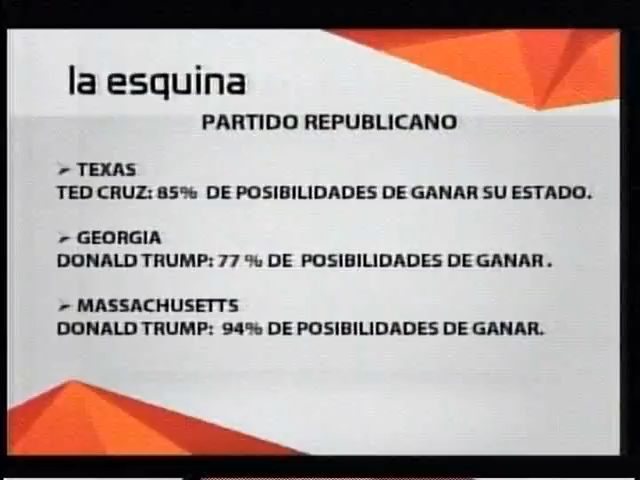 la esquina
PARTIDO REPUBLICANO
➢ TEXAS
TED CRUZ: 85% DE POSIBILIDADES DE GANAR SU ESTADO.
➢ GEORGIA
DONALD TRUMP: 77 % DE POSIBILIDADES DE GANAR.
➢ MASSACHUSETTS
DONALD TRUMP: 94% DE POSIBILIDADES DE GANAR.